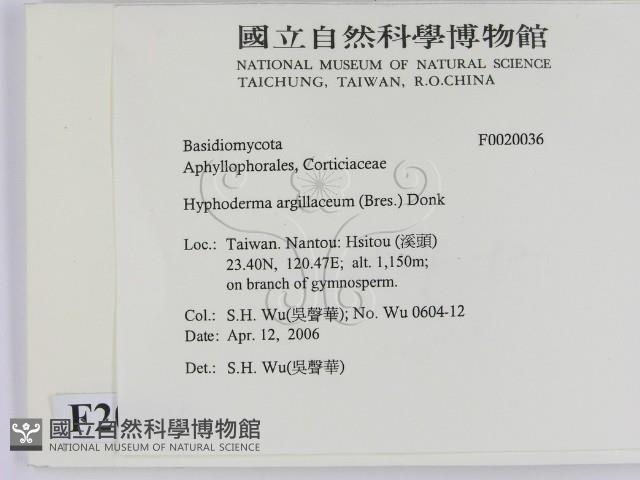 國立自然科學博物館
NATIONAL MUSEUM OF NATURAL SCIENCE
TAICHUNG, TAIWAN, R.O.CHINA
Basidiomycota F0020036
Aphyllophorales, Corticiaceae
Hyphoderma argillaceum (Bres.) Donk
Loc.: Taiwan. Nantou: Hsitou (溪頭)
23.40N, 120.47E; alt. 1,150m;
on branch of gymnosperm.
Col.: S.H. Wu(吳聲華); No. Wu 0604-12
Date: Apr. 12, 2006
Det.: S.H. Wu(吳聲華)
國立自然科學博物館
NATIONAL MUSEUM OF NATURAL SCIENCE